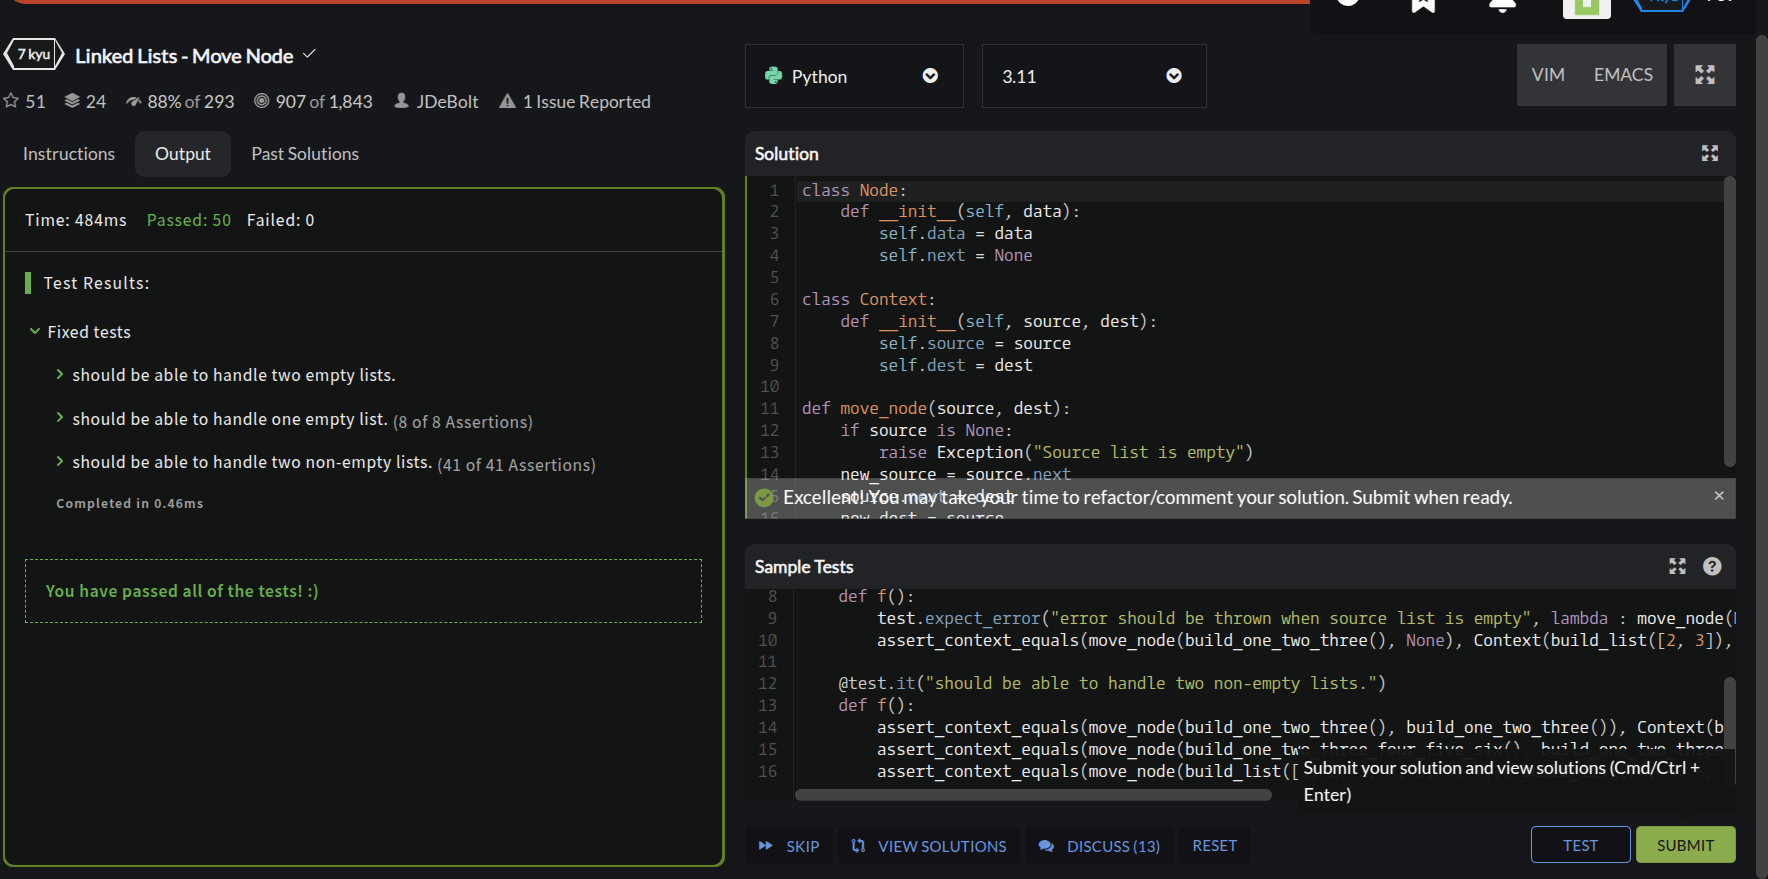 7 kyu
Linked Lists - Move Node
51 24 88% of 293 907 of 1,843 JDeBolt 1 Issue Reported
Instructions Output Past Solutions
Time: 484ms Passed: 50 Failed: 0
Test Results:
Fixed tests
should be able to handle two empty lists.
should be able to handle one empty list. (8 of 8 Assertions)
should be able to handle two non-empty lists. (41 of 41 Assertions)
Completed in 0.46ms
You have passed all of the tests! :)
Python 3.11 VIM EMACS
Solution
1 class Node:
2 def __init__(self, data):
3 self.data = data
4 self.next = None
5
6 class Context:
7 def __init__(self, source, dest):
8 self.source = source
9 self.dest = dest
10
11 def move_node(source, dest):
12 if source is None:
13 raise Exception("Source list is empty")
14 new_source = source.next
15 source.next = dest
16 new_dest = source
Excellent! You may take your time to refactor/comment your solution. Submit when ready.
Sample Tests
8 def f():
9 test.expect_error("error should be thrown when source list is empty", lambda : move_node(
10 assert_context_equals(move_node(build_one_two_three(), None), Context(build_list([2, 3]),
11
12 @test.it("should be able to handle two non-empty lists.")
13 def f():
14 assert_context_equals(move_node(build_one_two_three(), build_one_two_three()), Context(b
15 assert_context_equals(move_node(build_one_two_three_four_five_six(), build_one_two_three
16 assert_context_equals(move_node(build_list([
Submit your solution and view solutions (Cmd/Ctrl +
Enter)
SKIP VIEW SOLUTIONS DISCUSS (13) RESET TEST SUBMIT